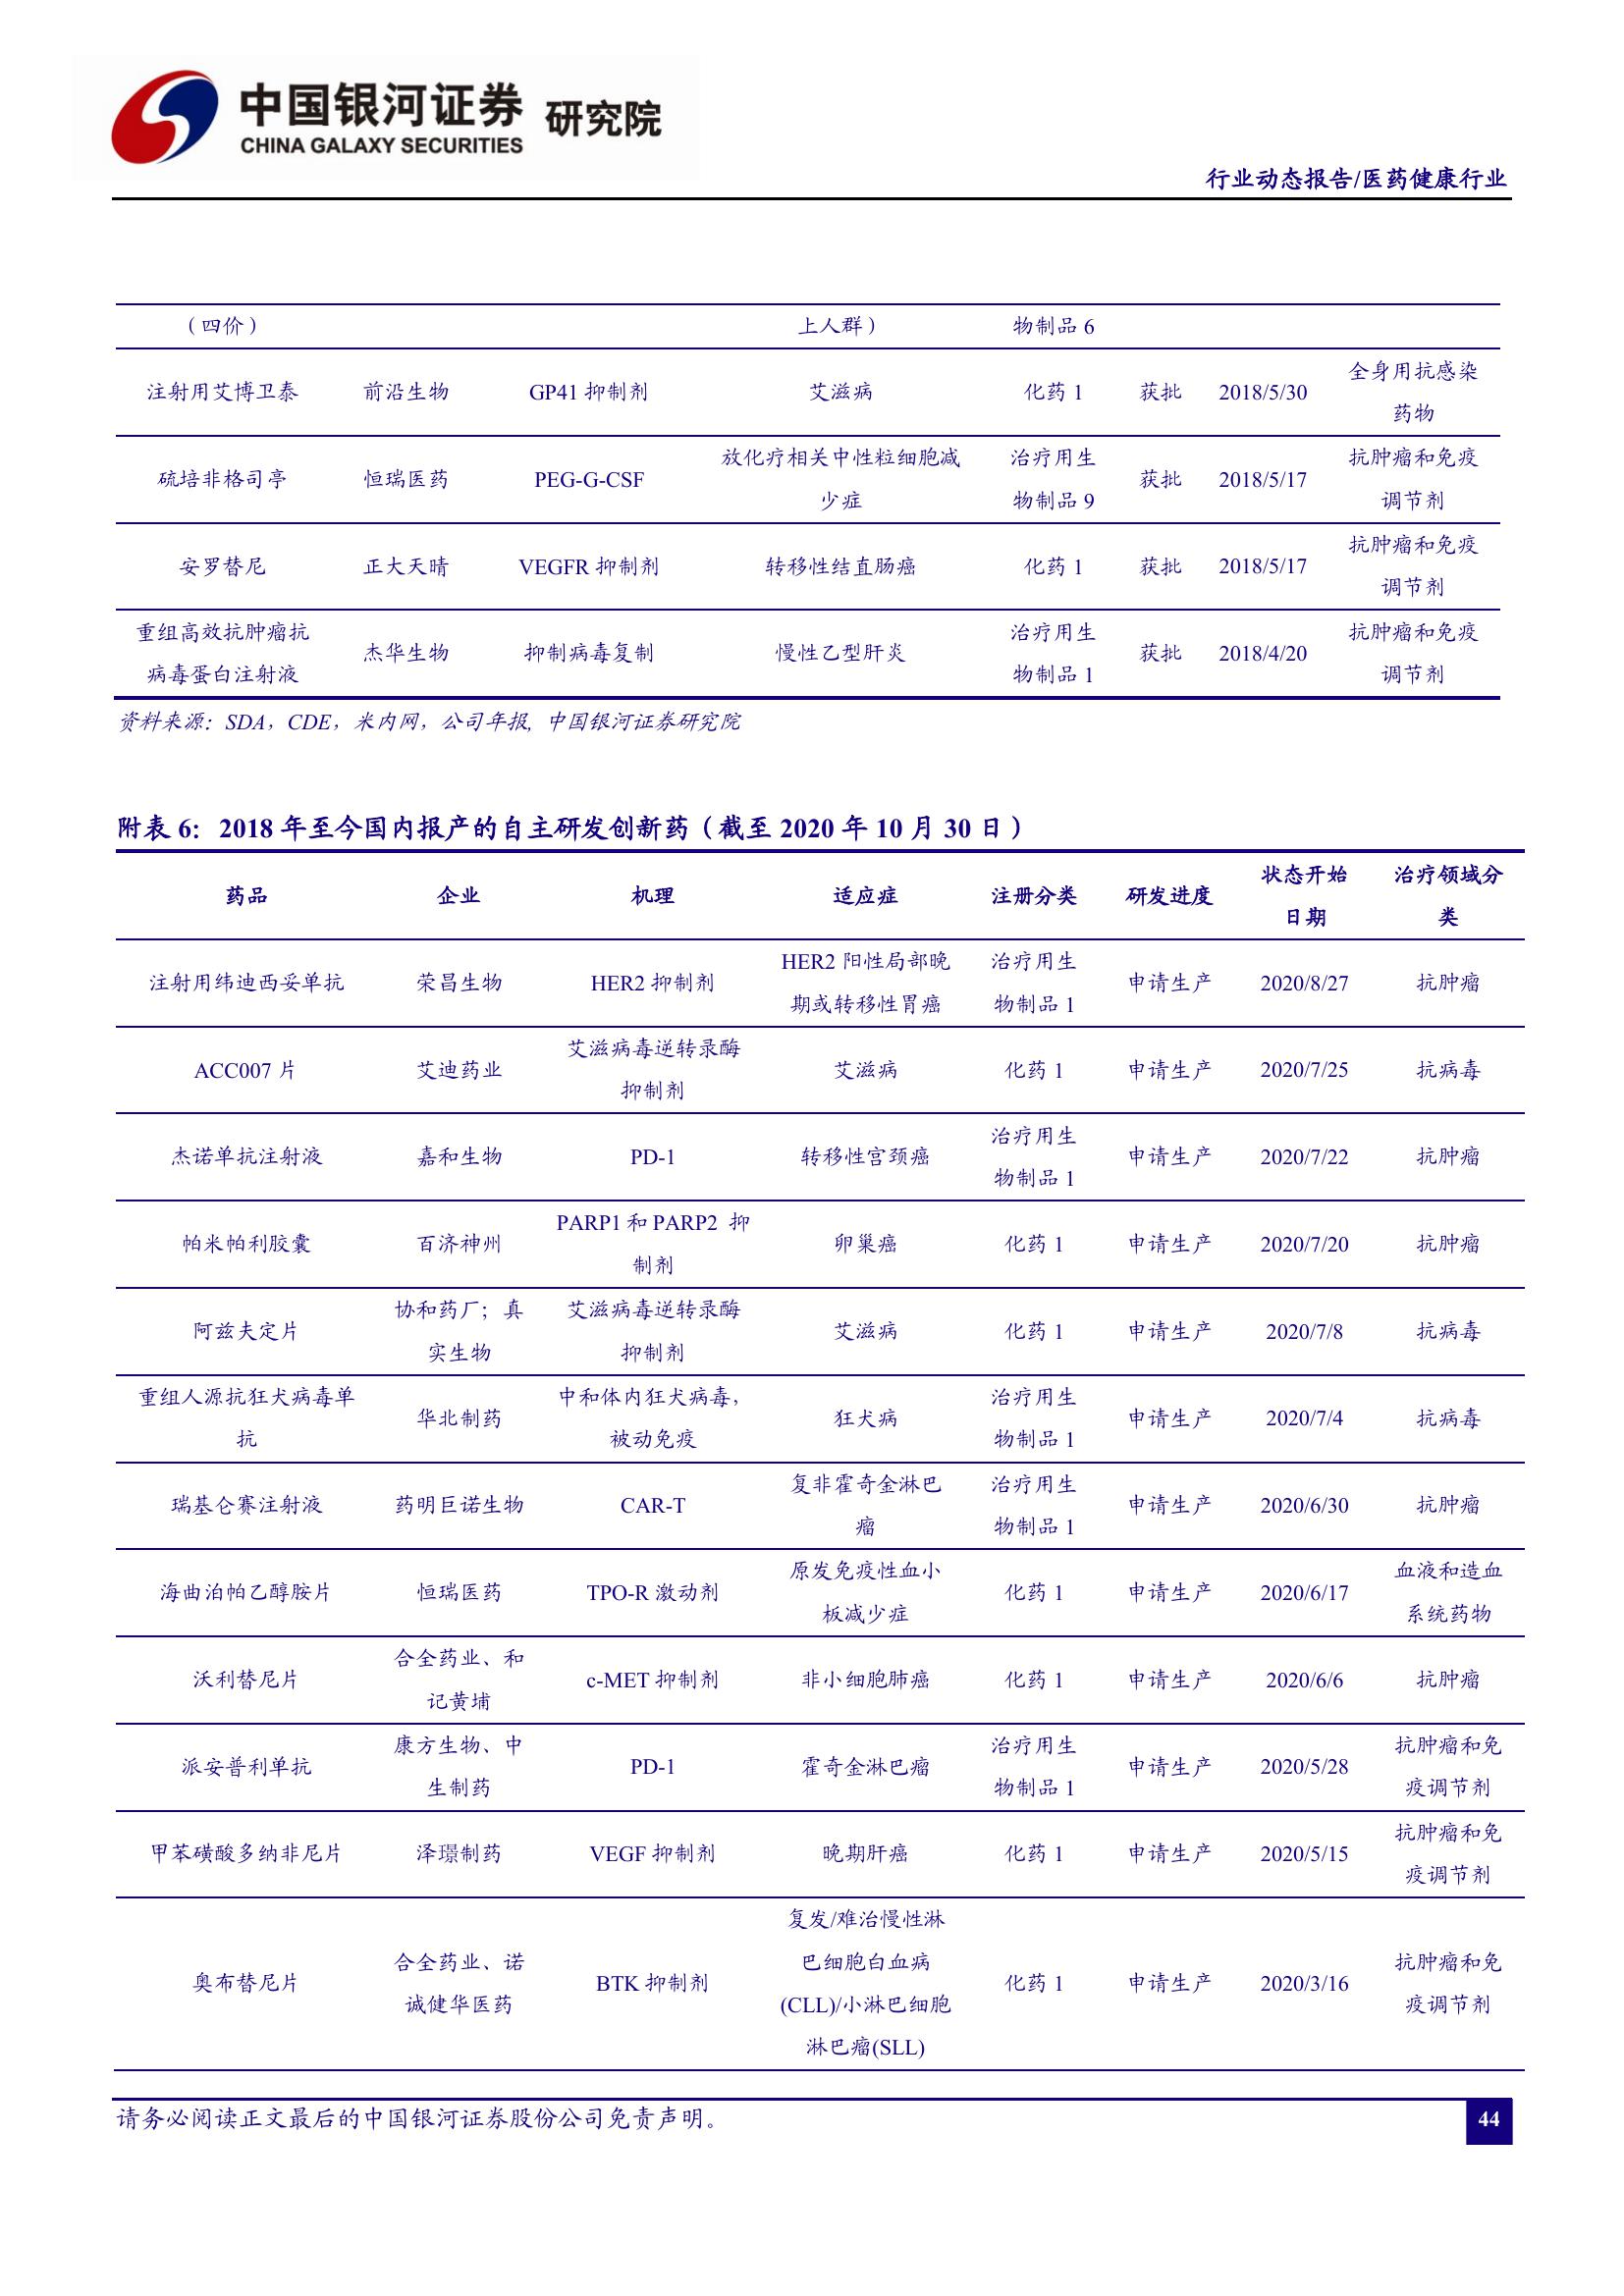 中国银河证券 研究院
CHINA GALAXY SECURITIES
行业动态报告/医药健康行业
（四价） 上人群） 物制品 6
注射用艾博卫泰 前沿生物 GP41 抑制剂 艾滋病 化药 1 获批 2018/5/30 全身用抗感染
药物
硫培非格司亭 恒瑞医药 PEG-G-CSF 放化疗相关中性粒细胞减
少症 治疗用生
物制品 9 获批 2018/5/17 抗肿瘤和免疫
调节剂
安罗替尼 正大天晴 VEGFR 抑制剂 转移性结直肠癌 化药 1 获批 2018/5/17 抗肿瘤和免疫
调节剂
重组高效抗肿瘤抗
病毒蛋白注射液 杰华生物 抑制病毒复制 慢性乙型肝炎 治疗用生
物制品 1 获批 2018/4/20 抗肿瘤和免疫
调节剂
资料来源：SDA，CDE，米内网，公司年报, 中国银河证券研究院
附表 6：2018 年至今国内报产的自主研发创新药（截至 2020 年 10 月 30 日）
药品 企业 机理 适应症 注册分类 研发进度 状态开始
日期 治疗领域分
类
注射用纬迪西妥单抗 荣昌生物 HER2 抑制剂 HER2 阳性局部晚
期或转移性胃癌 治疗用生
物制品 1 申请生产 2020/8/27 抗肿瘤
ACC007 片 艾迪药业 艾滋病毒逆转录酶
抑制剂 艾滋病 化药 1 申请生产 2020/7/25 抗病毒
杰诺单抗注射液 嘉和生物 PD-1 转移性宫颈癌 治疗用生
物制品 1 申请生产 2020/7/22 抗肿瘤
帕米帕利胶囊 百济神州 PARP1 和 PARP2 抑
制剂 卵巢癌 化药 1 申请生产 2020/7/20 抗肿瘤
阿兹夫定片 协和药厂；真
实生物 艾滋病毒逆转录酶
抑制剂 艾滋病 化药 1 申请生产 2020/7/8 抗病毒
重组人源抗狂犬病毒单
抗 华北制药 中和体内狂犬病毒，
被动免疫 狂犬病 治疗用生
物制品 1 申请生产 2020/7/4 抗病毒
瑞基仑赛注射液 药明巨诺生物 CAR-T 复非霍奇金淋巴
瘤 治疗用生
物制品 1 申请生产 2020/6/30 抗肿瘤
海曲泊帕乙醇胺片 恒瑞医药 TPO-R 激动剂 原发免疫性血小
板减少症 化药 1 申请生产 2020/6/17 血液和造血
系统药物
沃利替尼片 合全药业、和
记黄埔 c-MET 抑制剂 非小细胞肺癌 化药 1 申请生产 2020/6/6 抗肿瘤
派安普利单抗 康方生物、中
生制药 PD-1 霍奇金淋巴瘤 治疗用生
物制品 1 申请生产 2020/5/28 抗肿瘤和免
疫调节剂
甲苯磺酸多纳非尼片 泽璟制药 VEGF 抑制剂 晚期肝癌 化药 1 申请生产 2020/5/15 抗肿瘤和免
疫调节剂
奥布替尼片 合全药业、诺
诚健华医药 BTK 抑制剂 复发/难治慢性淋
巴细胞白血病
(CLL)/小淋巴细胞
淋巴瘤(SLL) 化药 1 申请生产 2020/3/16 抗肿瘤和免
疫调节剂
请务必阅读正文最后的中国银河证券股份公司免责声明。
44